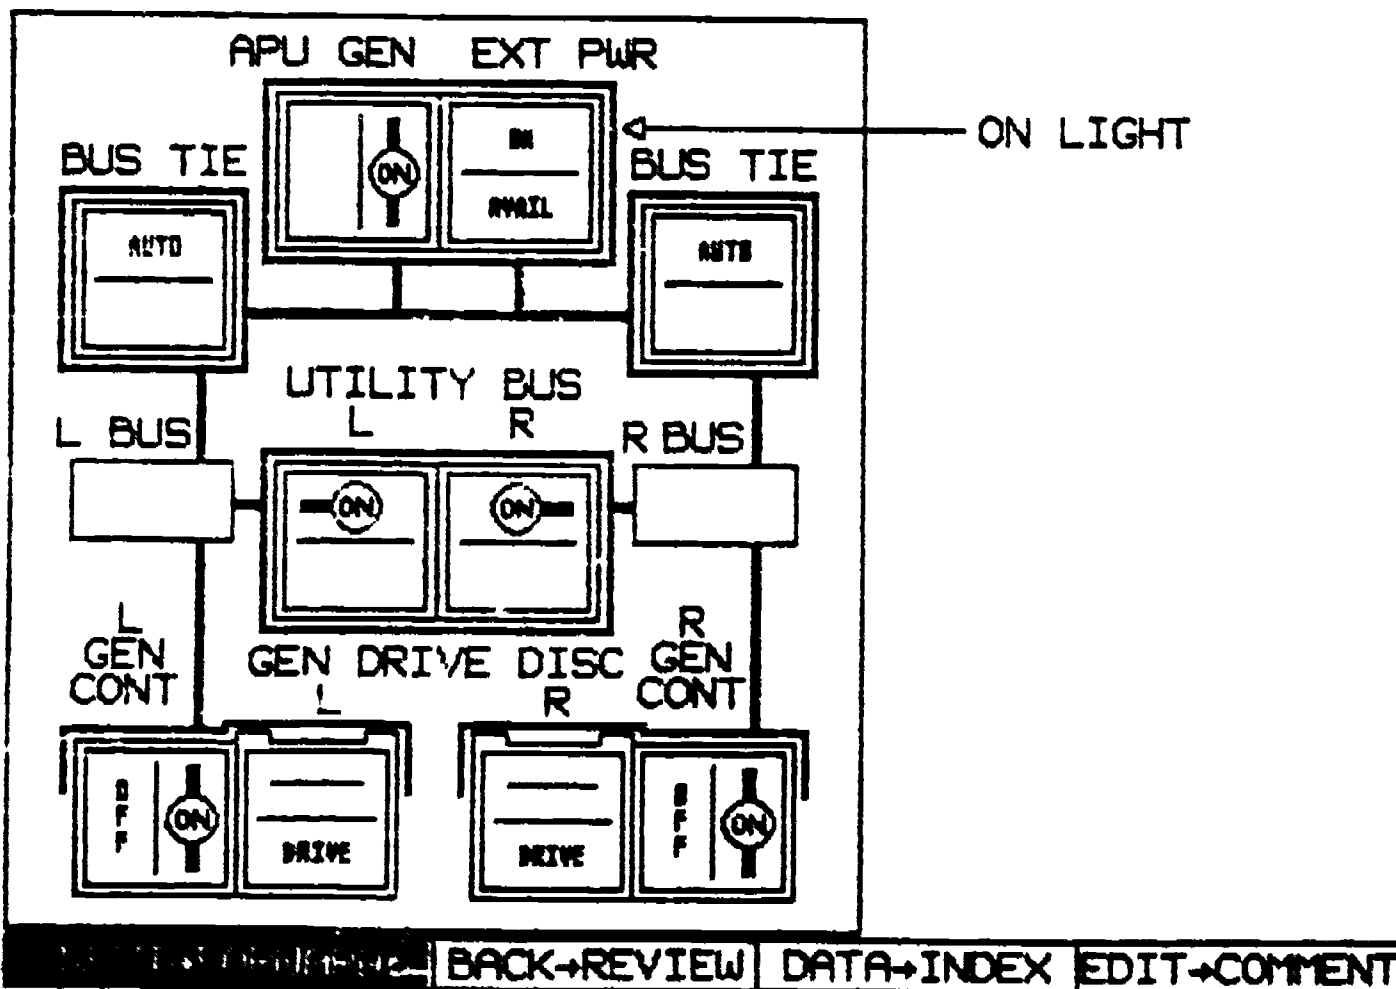 APU GEN EXT PWR
ON LIGHT
BUS TIE
BUS TIE
ON
ON
AVAIL
AUTO
AUTO
UTILITY BUS
L R
L BUS
R BUS
ON ON
L
GEN
CONT
GEN DRIVE DISC
L R
R
GEN
CONT
OFF
ON
DRIVE
DRIVE
OFF
ON
BACK→REVIEW DATA→INDEX EDIT→COMMENT